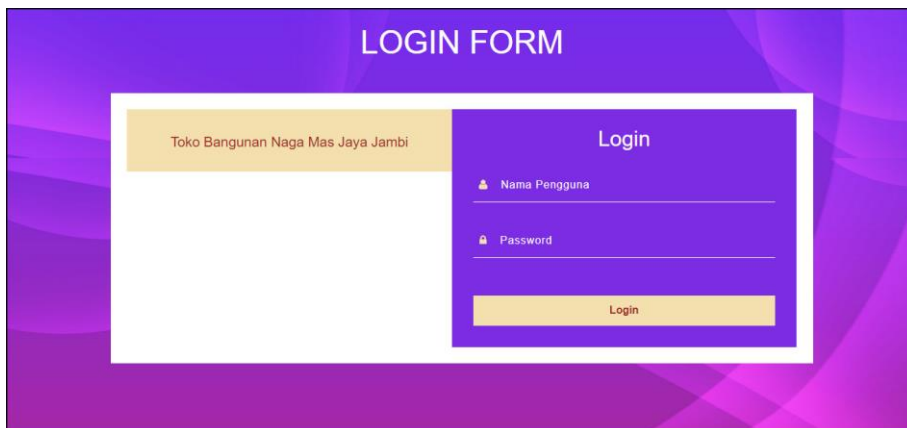 LOGIN FORM
Toko Bangunan Naga Mas Jaya Jambi
Login
Nama Pengguna
Password
Login